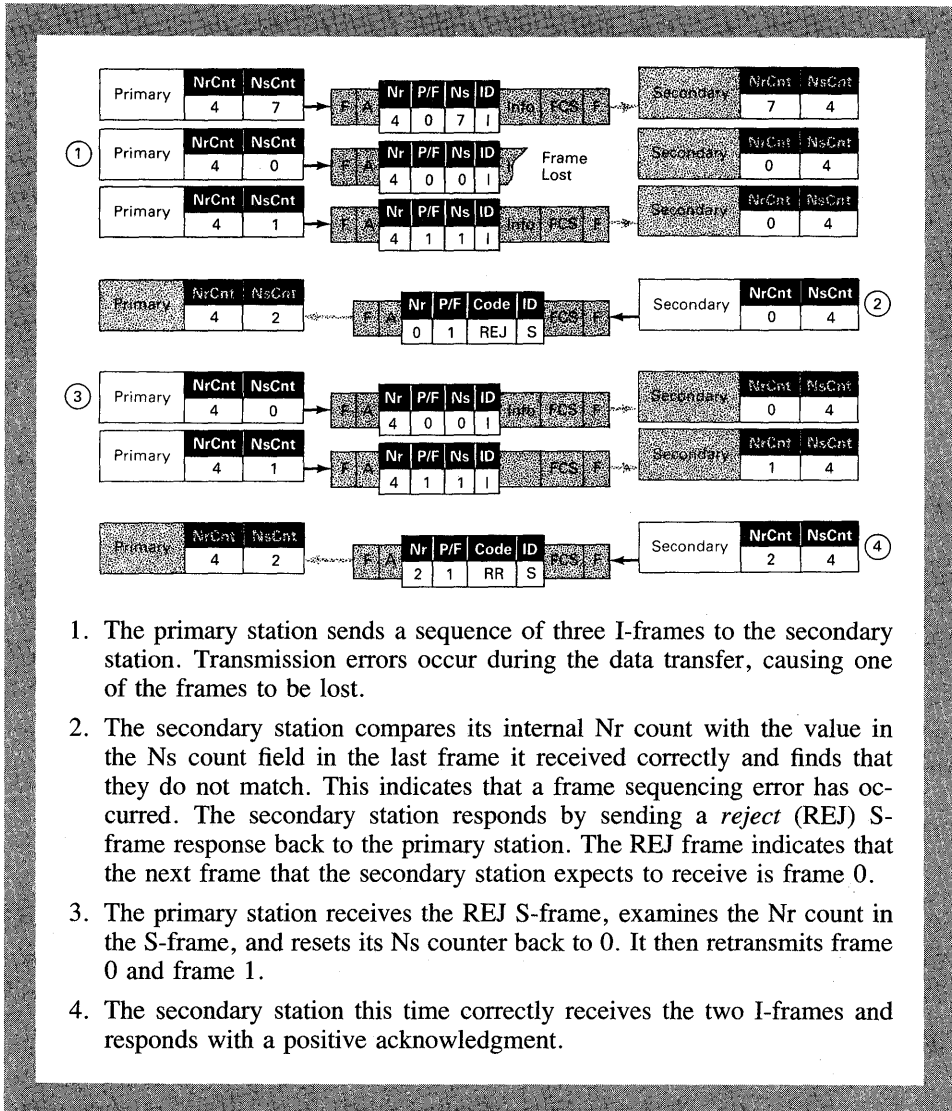 NrCnt NsCnt Nr P/F Ns ID NrCnt NsCnt
Primary 4 7 F A 4 0 7 I Info FCS F Secondary 7 4
NrCnt NsCnt Nr P/F Ns ID NrCnt NsCnt
1 Primary 4 0 F A 4 0 0 I Frame Lost Secondary 0 4
NrCnt NsCnt Nr P/F Ns ID NrCnt NsCnt
Primary 4 1 F A 4 1 1 I Info FCS F Secondary 0 4
NrCnt NsCnt Nr P/F Code ID NrCnt NsCnt
Primary 4 2 F A 0 1 REJ S FCS F Secondary 0 4 2
NrCnt NsCnt Nr P/F Ns ID NrCnt NsCnt
3 Primary 4 0 F A 4 0 0 I Info FCS F Secondary 0 4
NrCnt NsCnt Nr P/F Ns ID NrCnt NsCnt
Primary 4 1 F A 4 1 1 I FCS F Secondary 1 4
NrCnt NsCnt Nr P/F Code ID NrCnt NsCnt
Primary 4 2 F A 2 1 RR S FCS F Secondary 2 4 4
1. The primary station sends a sequence of three I-frames to the secondary
station. Transmission errors occur during the data transfer, causing one
of the frames to be lost.
2. The secondary station compares its internal Nr count with the value in
the Ns count field in the last frame it received correctly and finds that
they do not match. This indicates that a frame sequencing error has oc-
curred. The secondary station responds by sending a reject (REJ) S-
frame response back to the primary station. The REJ frame indicates that
the next frame that the secondary station expects to receive is frame 0.
3. The primary station receives the REJ S-frame, examines the Nr count in
the S-frame, and resets its Ns counter back to 0. It then retransmits frame
0 and frame 1.
4. The secondary station this time correctly receives the two I-frames and
responds with a positive acknowledgment.